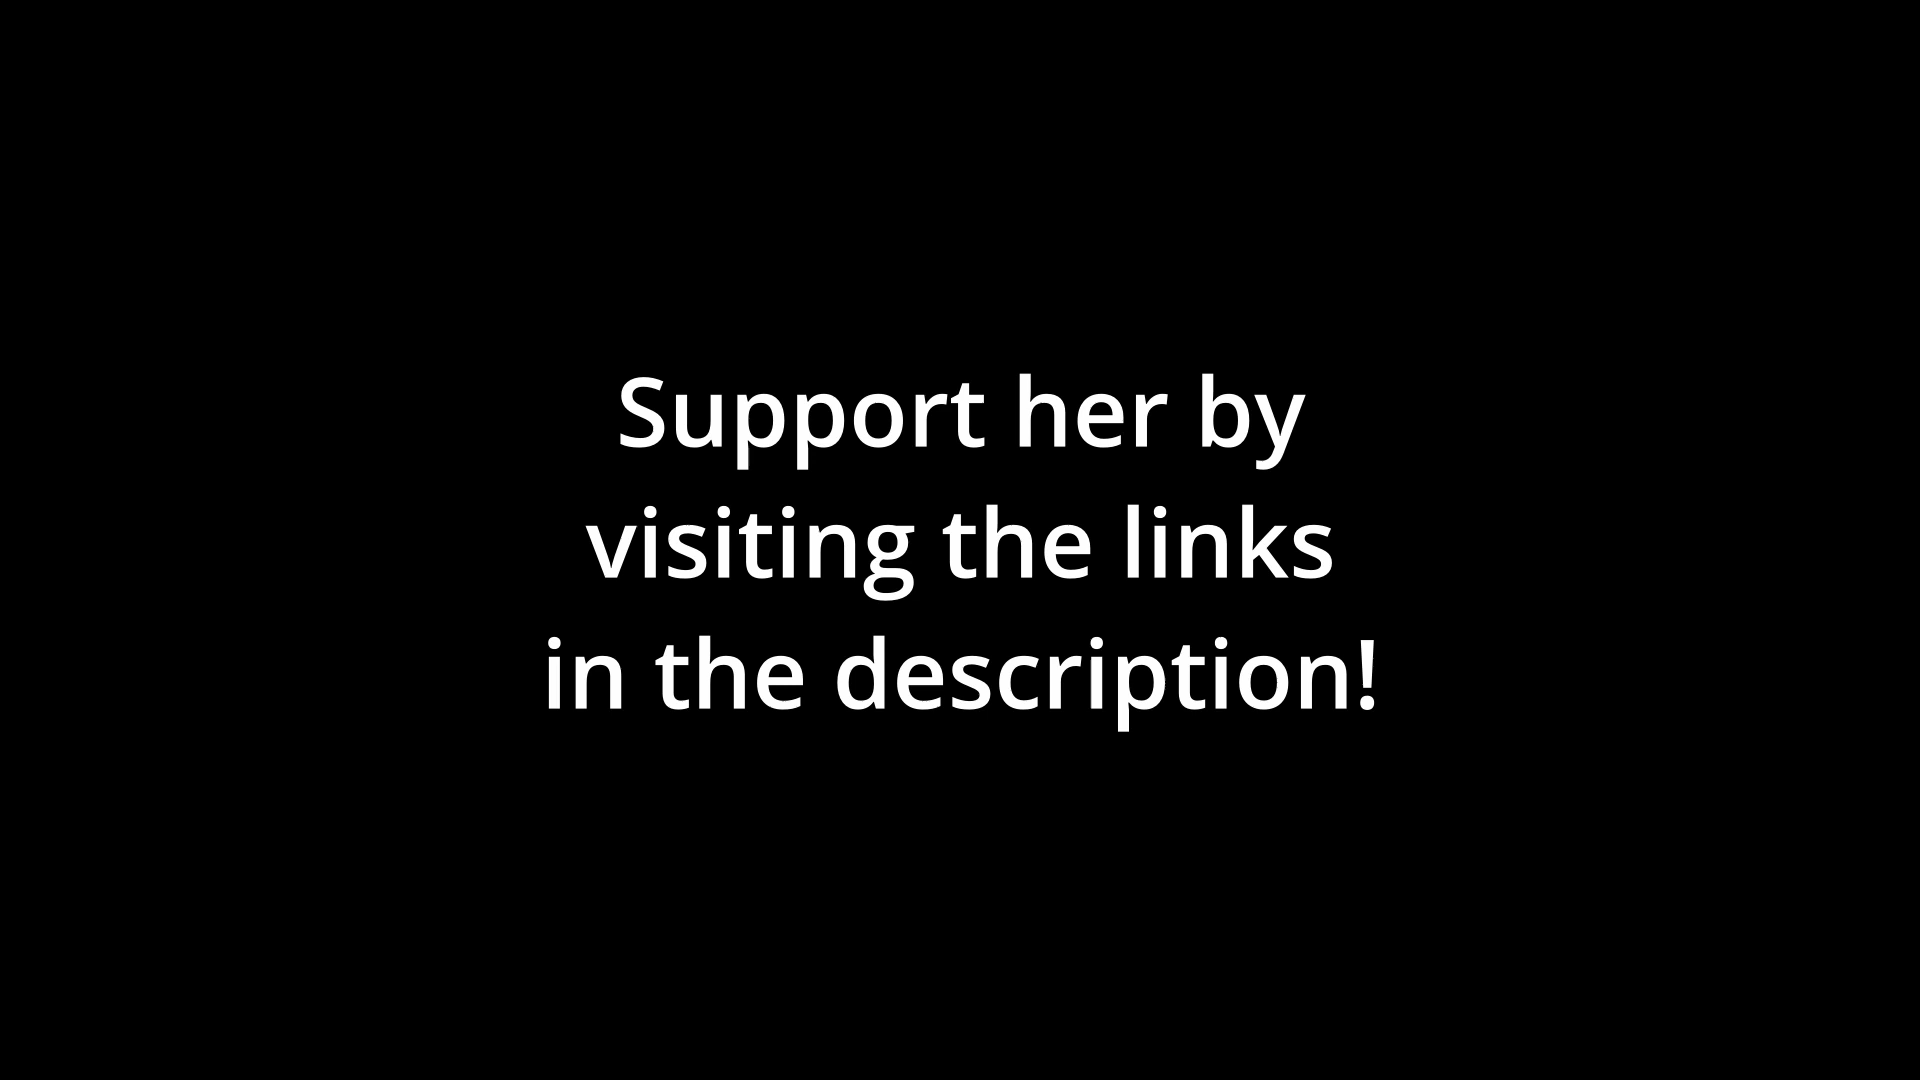 Support her by
visiting the links
in the description!